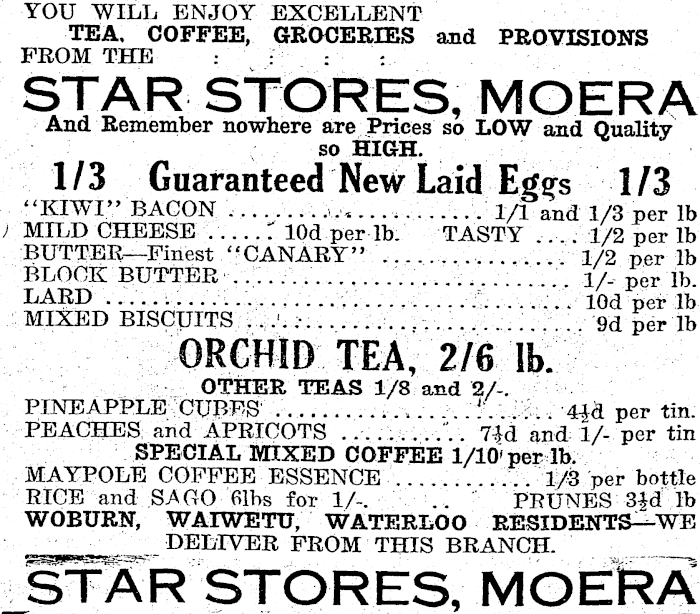 YOU WILL ENJOY EXCELLENT
TEA, COFFEE, GROCERIES and PROVISIONS
FROM THE : : : :
STAR STORES, MOERA
And Remember nowhere are Prices so LOW and Quality
so HIGH.
1/3 Guaranteed New Laid Eggs 1/3
"KIWI" BACON ........................ 1/1 and 1/3 per lb
MILD CHEESE ...... 10d per lb. TASTY .... 1/2 per lb
BUTTER—Finest "CANARY" .................. 1/2 per lb
BLOCK BUTTER ............................ 1/- per lb.
LARD .................................... 10d per lb
MIXED BISCUITS .......................... 9d per lb
ORCHID TEA, 2/6 lb.
OTHER TEAS 1/8 and 2/-.
PINEAPPLE CUBES ...................... 4½d per tin.
PEACHES and APRICOTS .......... 7½d and 1/- per tin
SPECIAL MIXED COFFEE 1/10 per lb.
MAYPOLE COFFEE ESSENCE ............ 1/3 per bottle
RICE and SAGO 6lbs for 1/-. ..... PRUNES 3½d lb
WOBURN, WAIWETU, WATERLOO RESIDENTS—WE
DELIVER FROM THIS BRANCH.
STAR STORES, MOERA